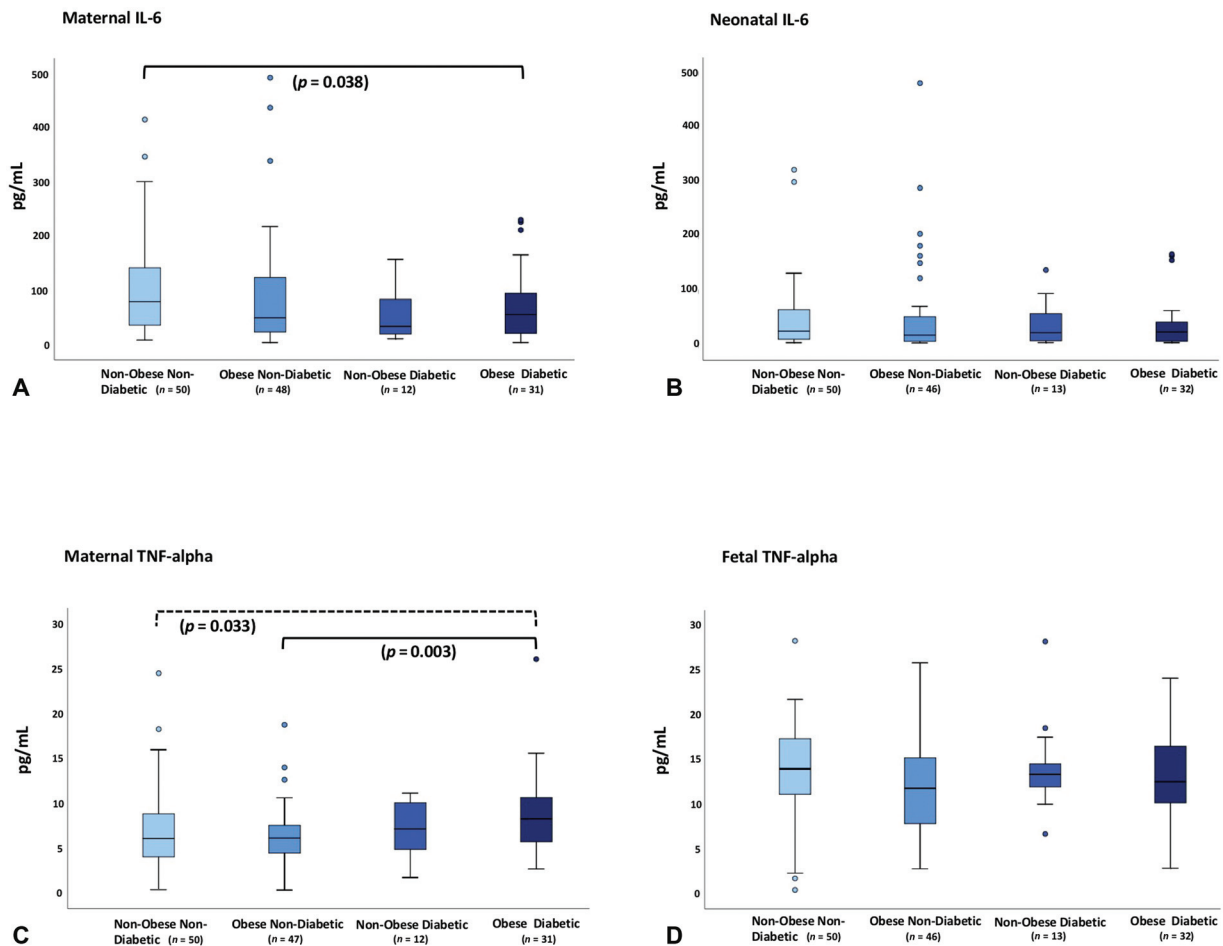 Maternal IL-6
500
400
300
200
100
0
pg/mL
(p = 0.038)
Non-Obese Non-
Diabetic (n = 50)
Obese Non-Diabetic
(n = 48)
Non-Obese Diabetic
(n = 12)
Obese Diabetic
(n = 31)
A
Neonatal IL-6
500
400
300
200
100
0
pg/mL
Non-Obese Non-
Diabetic (n = 50)
Obese Non-Diabetic
(n = 46)
Non-Obese Diabetic
(n = 13)
Obese Diabetic
(n = 32)
B
Maternal TNF-alpha
30
25
20
15
10
5
0
pg/mL
(p = 0.033)
(p = 0.003)
Non-Obese Non-
Diabetic (n = 50)
Obese Non-Diabetic
(n = 47)
Non-Obese Diabetic
(n = 12)
Obese Diabetic
(n = 31)
C
Fetal TNF-alpha
30
25
20
15
10
5
0
pg/mL
Non-Obese Non-
Diabetic (n = 50)
Obese Non-Diabetic
(n = 46)
Non-Obese Diabetic
(n = 13)
Obese Diabetic
(n = 32)
D